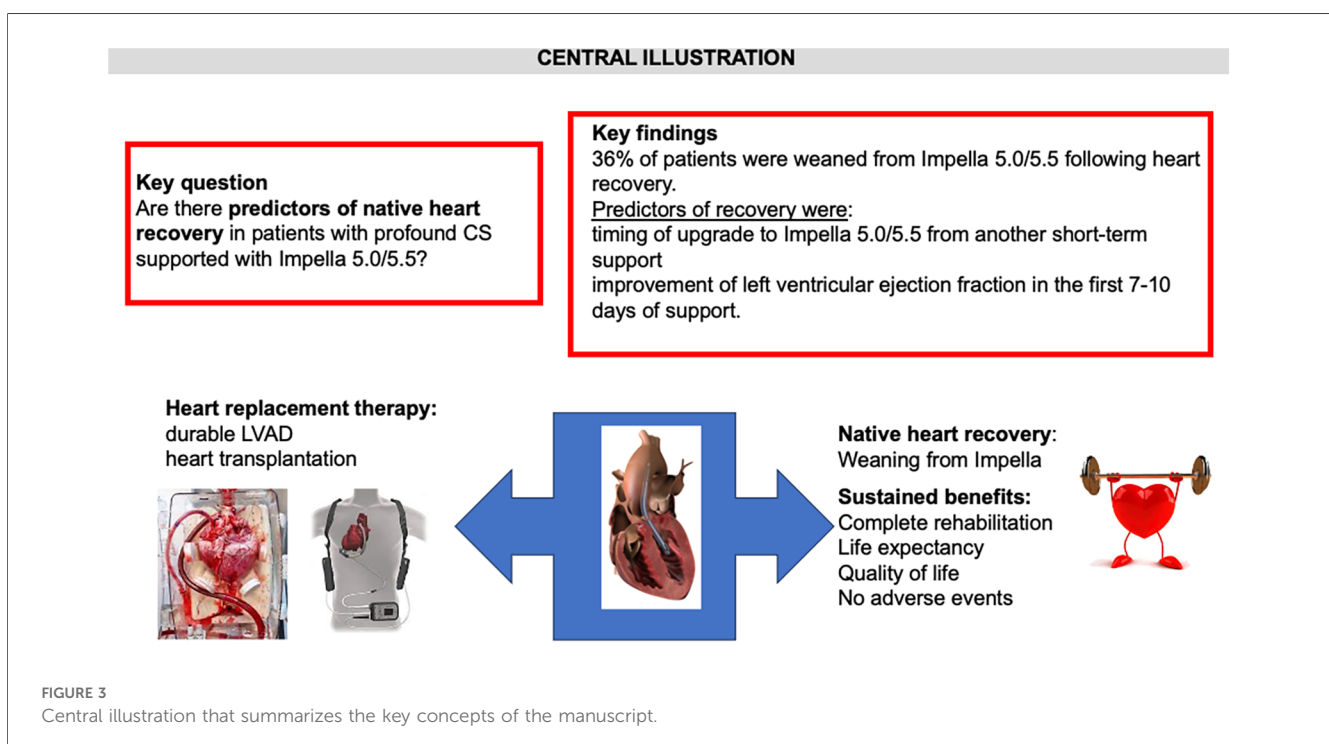 CENTRAL ILLUSTRATION
Key question
Are there predictors of native heart
recovery in patients with profound CS
supported with Impella 5.0/5.5?
Key findings
36% of patients were weaned from Impella 5.0/5.5 following heart
recovery.
Predictors of recovery were:
timing of upgrade to Impella 5.0/5.5 from another short-term
support
improvement of left ventricular ejection fraction in the first 7-10
days of support.
Heart replacement therapy:
durable LVAD
heart transplantation
Native heart recovery:
Weaning from Impella
Sustained benefits:
Complete rehabilitation
Life expectancy
Quality of life
No adverse events
FIGURE 3
Central illustration that summarizes the key concepts of the manuscript.